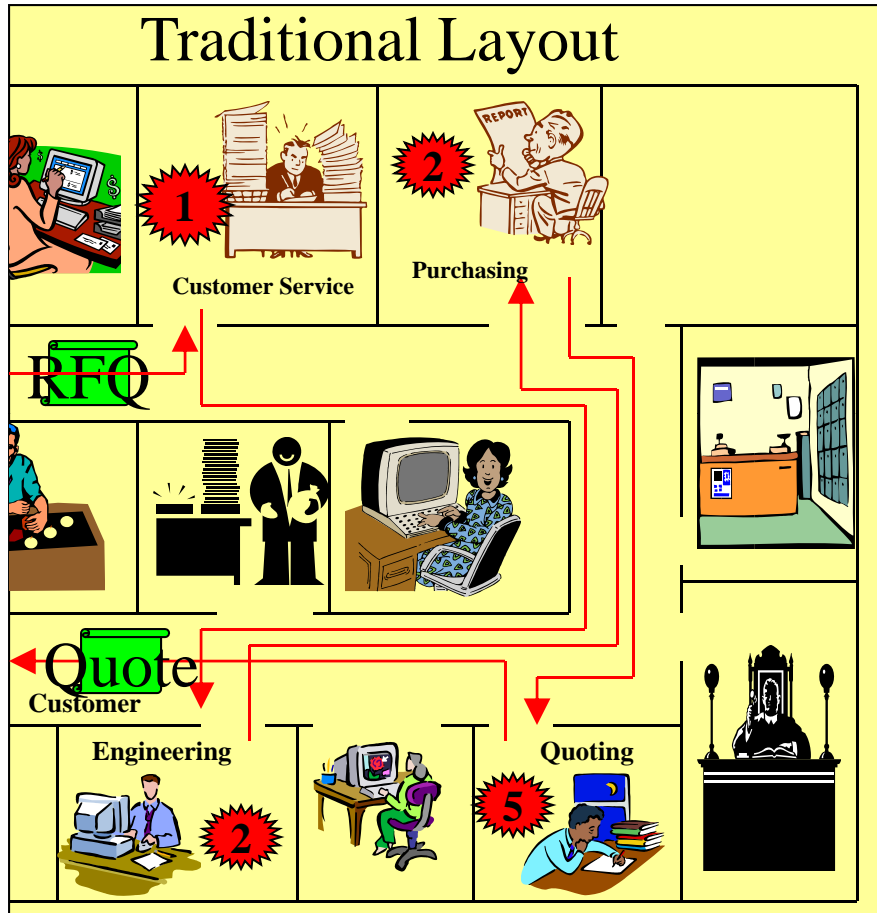 Traditional Layout
REPORT
1
2
$
$
Customer Service
Purchasing
RFQ
Quote
Customer
Engineering
Quoting
2
5